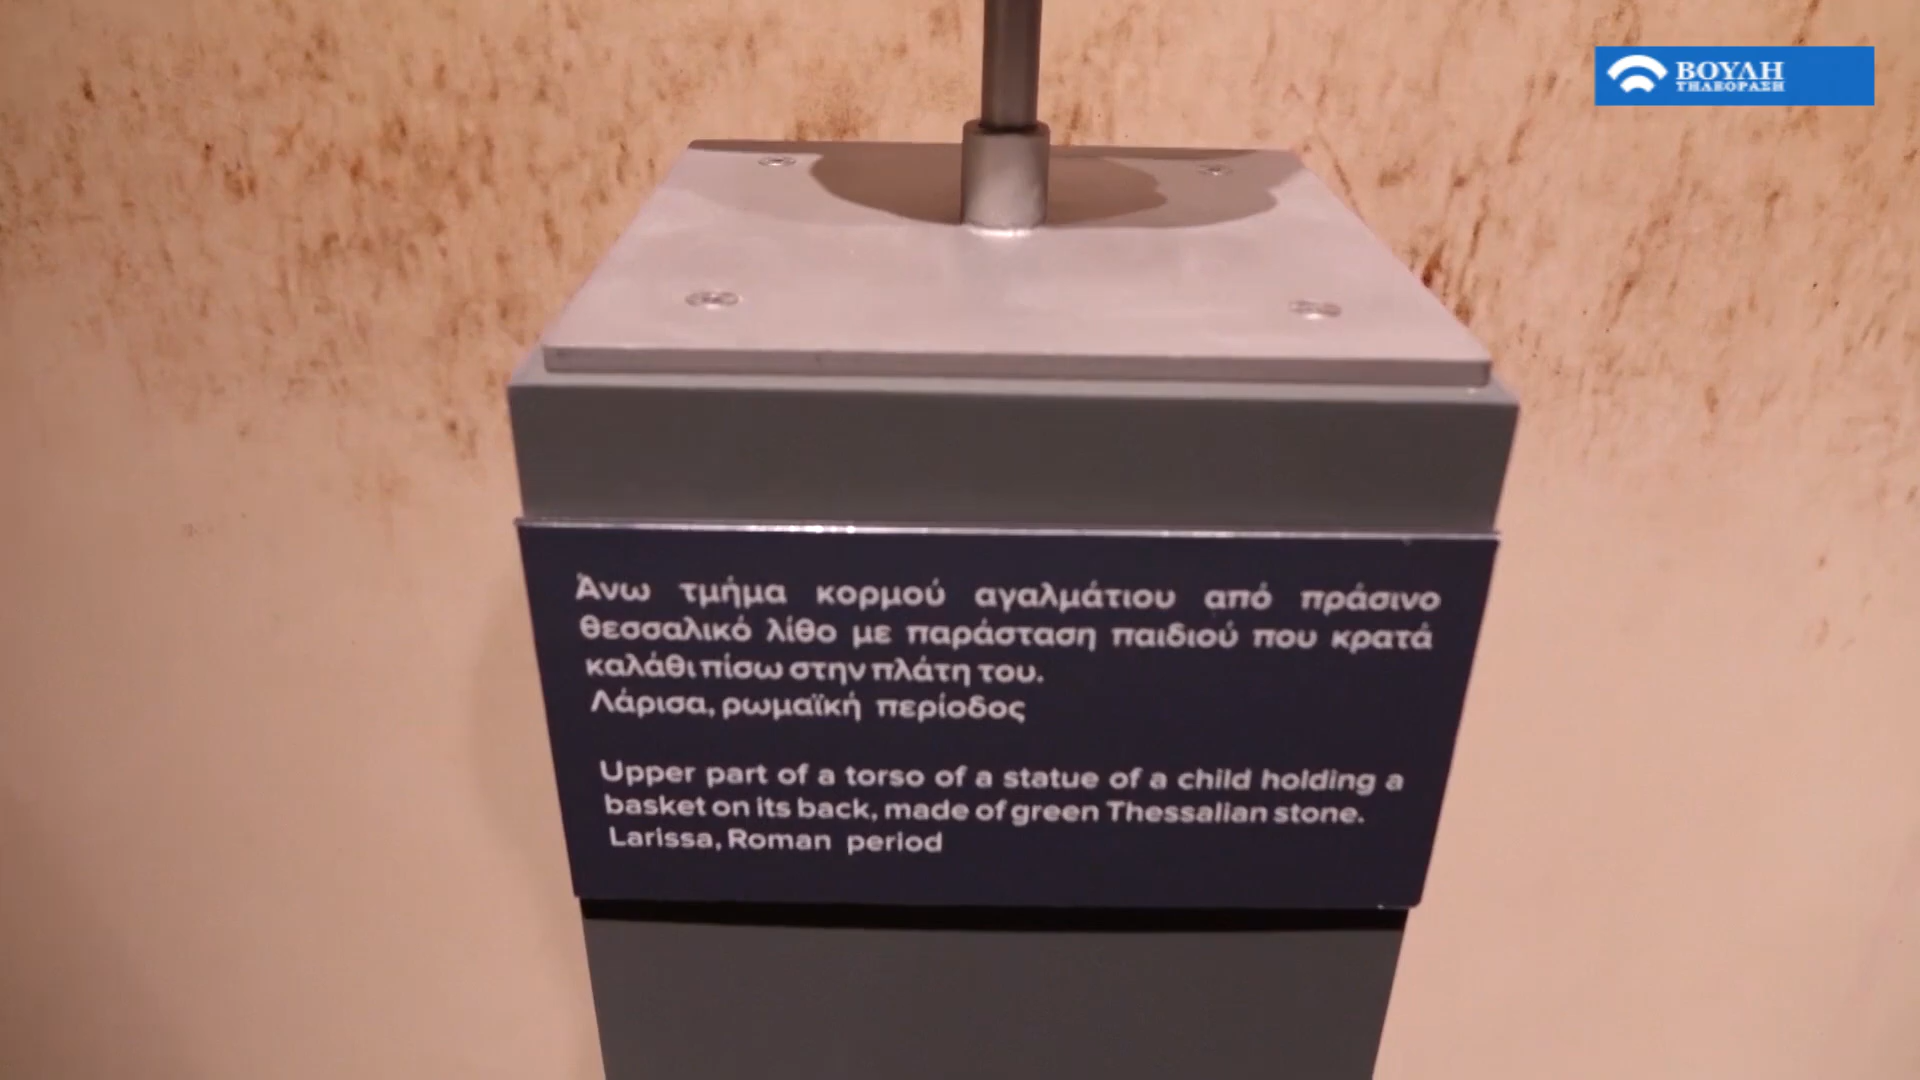 ΒΟΥΛΗ
ΤΗΛΕΟΡΑΣΗ
Άνω τμήμα κορμού αγαλμάτιου από πράσινο
θεσσαλικό λίθο με παράσταση παιδιού που κρατά
καλάθι πίσω στην πλάτη του.
Λάρισα, ρωμαϊκή περίοδος
Upper part of a torso of a statue of a child holding a
basket on its back, made of green Thessalian stone.
Larissa, Roman period